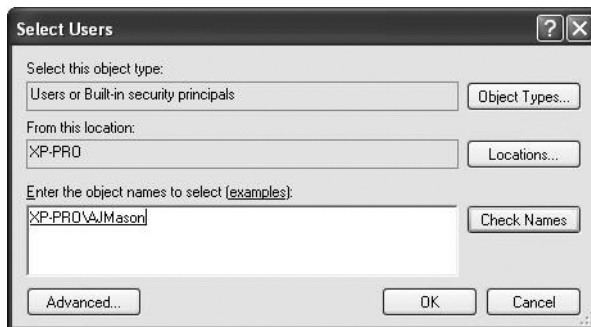 Select Users
Select this object type:
Users or Built-in security principals
Object Types...
From this location:
XP-PRO
Locations...
Enter the object names to select (examples):
XP-PRO\AJMason
Check Names
Advanced...
OK
Cancel